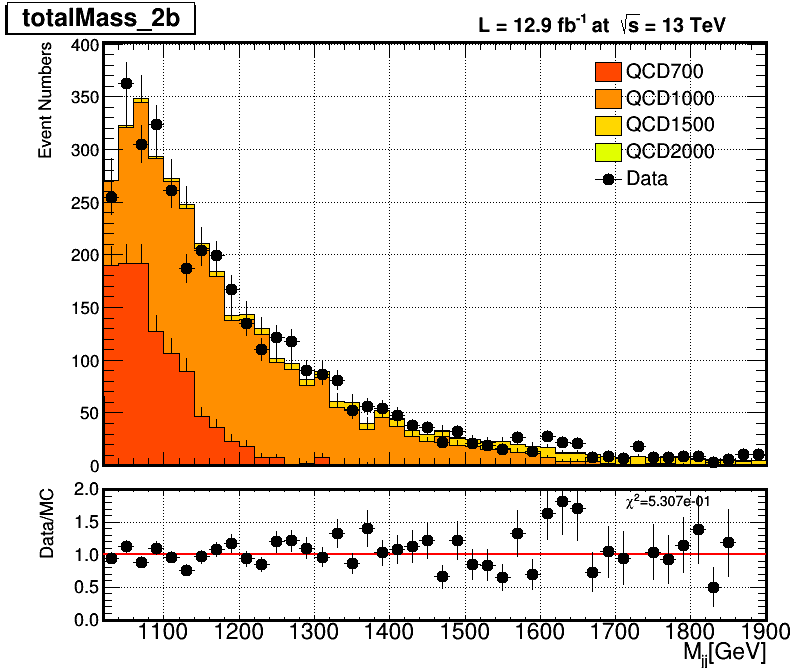 totalMass_2b
L = 12.9 fb⁻¹ at √s = 13 TeV
Event Numbers
400
350
300
250
200
150
100
50
0
QCD700
QCD1000
QCD1500
QCD2000
Data
Data/MC
2.0
1.5
1.0
0.5
0.0
χ²=5.307e-01
1100 1200 1300 1400 1500 1600 1700 1800 1900
M_jj[GeV]